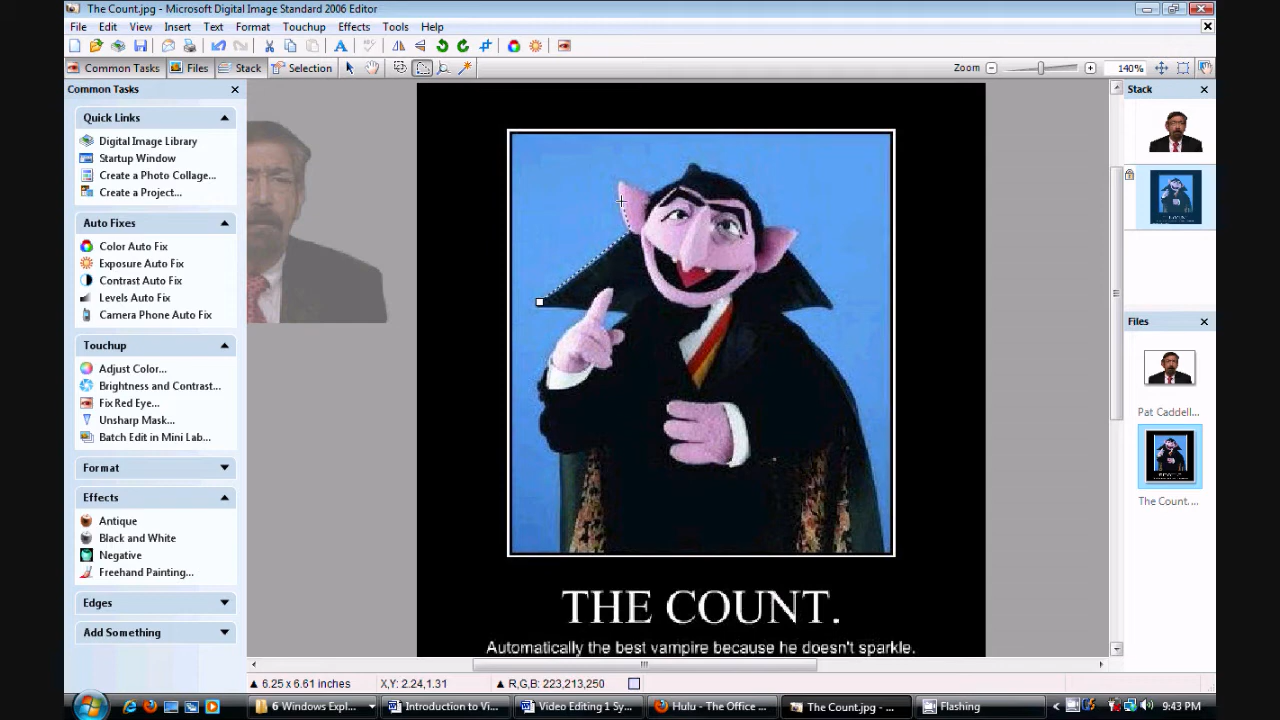 The Count.jpg - Microsoft Digital Image Standard 2006 Editor
File Edit View Insert Text Format Touchup Effects Tools Help
Common Tasks Files Stack Selection Zoom 140%
Common Tasks
Quick Links
Digital Image Library
Startup Window
Create a Photo Collage...
Create a Project...
Auto Fixes
Color Auto Fix
Exposure Auto Fix
Contrast Auto Fix
Levels Auto Fix
Camera Phone Auto Fix
Touchup
Adjust Color...
Brightness and Contrast...
Fix Red Eye...
Unsharp Mask...
Batch Edit in Mini Lab...
Format
Effects
Antique
Black and White
Negative
Freehand Painting...
Edges
Add Something
THE COUNT.
Automatically the best vampire because he doesn't sparkle.
Stack
Files
Pat Caddell...
The Count....
6.25 x 6.61 inches X,Y: 2.24,1.31 R,G,B: 223,213,250
6 Windows Expl... Introduction to Vi... Video Editing 1 Sy... Hulu - The Office ... The Count.jpg - ... Flashing 9:43 PM